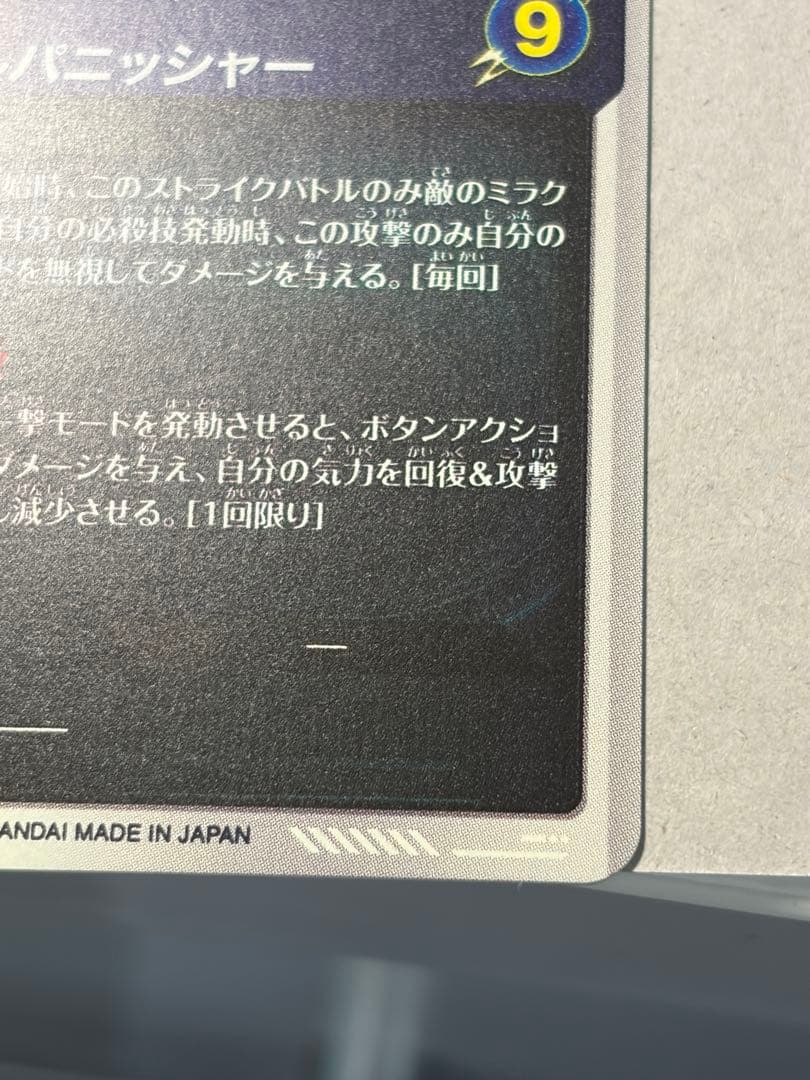 9
パニッシャー
時、このストライクバトルのみ敵のミラク
自分の必殺技発動時、この攻撃のみ自分の
ドを無視してダメージを与える。[毎回]
一撃モードを発動させると、ボタンアクショ
ダメージを与え、自分の気力を回復&攻撃
し減少させる。[1回限り]
ANDAI MADE IN JAPAN